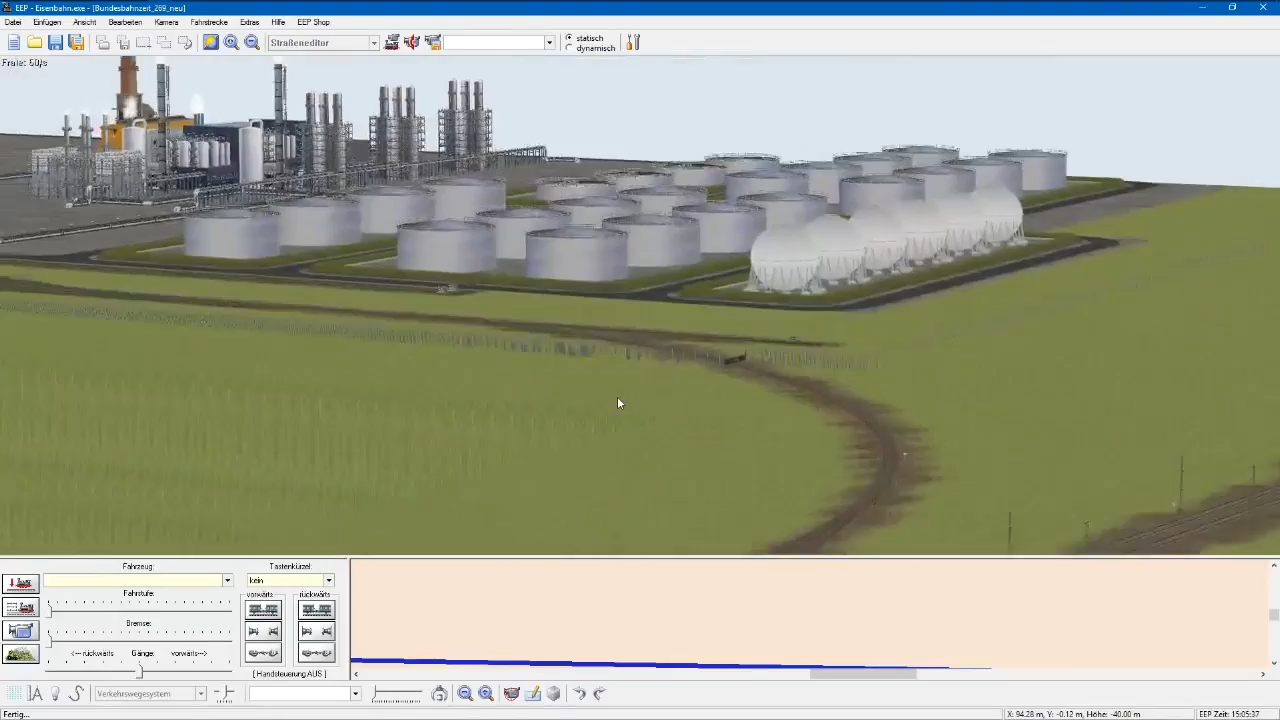 EEP - Eisenbahn.exe - [Bundesbahnzeit_269_neu]
Datei Einfügen Ansicht Bearbeiten Kamera Fahrstrecke Extras Hilfe EEP Shop
Straßeneditor
statisch
dynamisch
Freie: 50/s
Fahrzeug:
Tastenkürzel:
kein
Fahrstufe:
vorwärts
rückwärts
Bremse:
<--- rückwärts Gänge: vorwärts-->
[ Handsteuerung AUS ]
Verkehrswegesystem
Fertig...
X: 94.28 m, Y: -0.12 m, Höhe: -40.00 m
EEP Zeit: 15:05:37